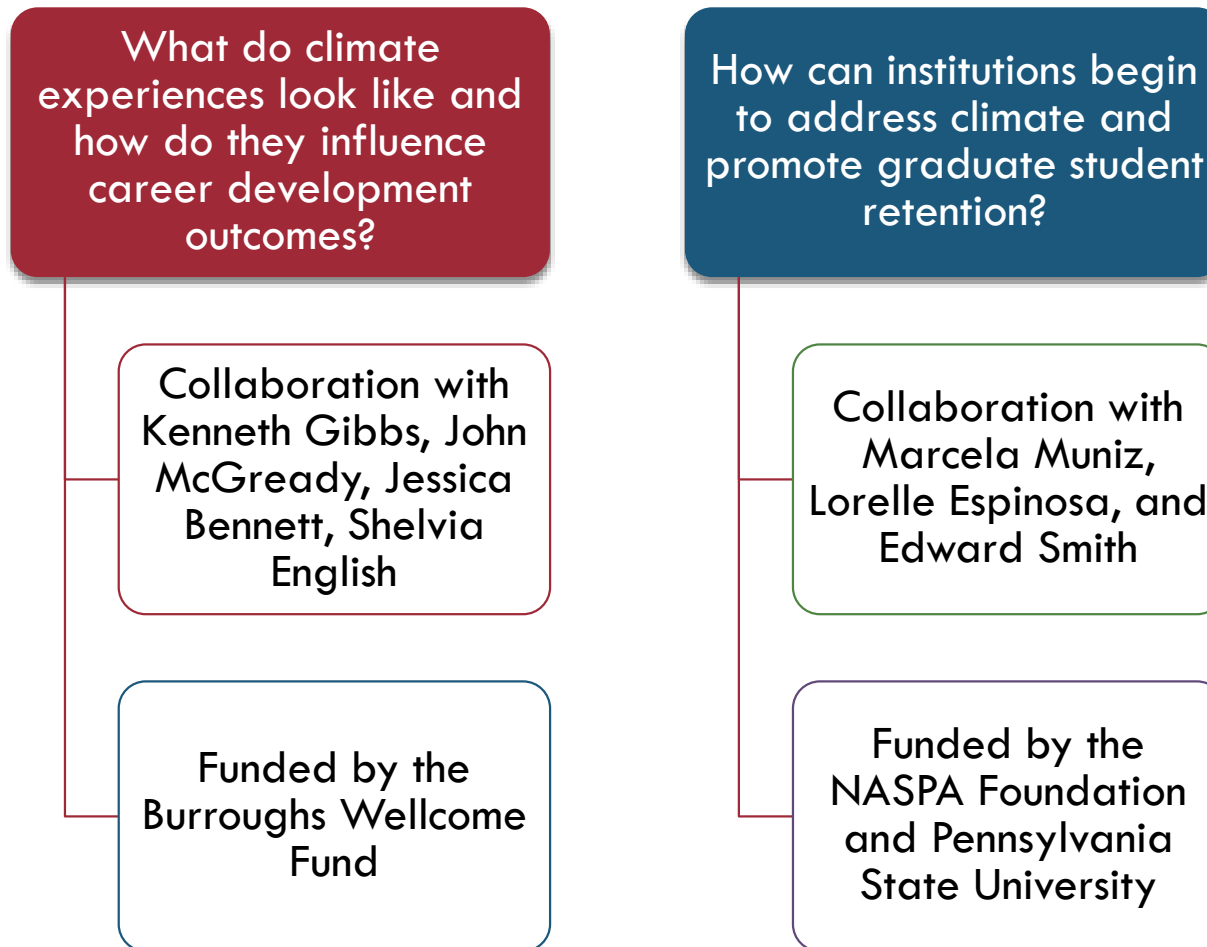 What do climate
experiences look like and
how do they influence
career development
outcomes?
Collaboration with
Kenneth Gibbs, John
McGready, Jessica
Bennett, Shelvia
English
Funded by the
Burroughs Wellcome
Fund
How can institutions begin
to address climate and
promote graduate student
retention?
Collaboration with
Marcela Muniz,
Lorelle Espinosa, and
Edward Smith
Funded by the
NASPA Foundation
and Pennsylvania
State University